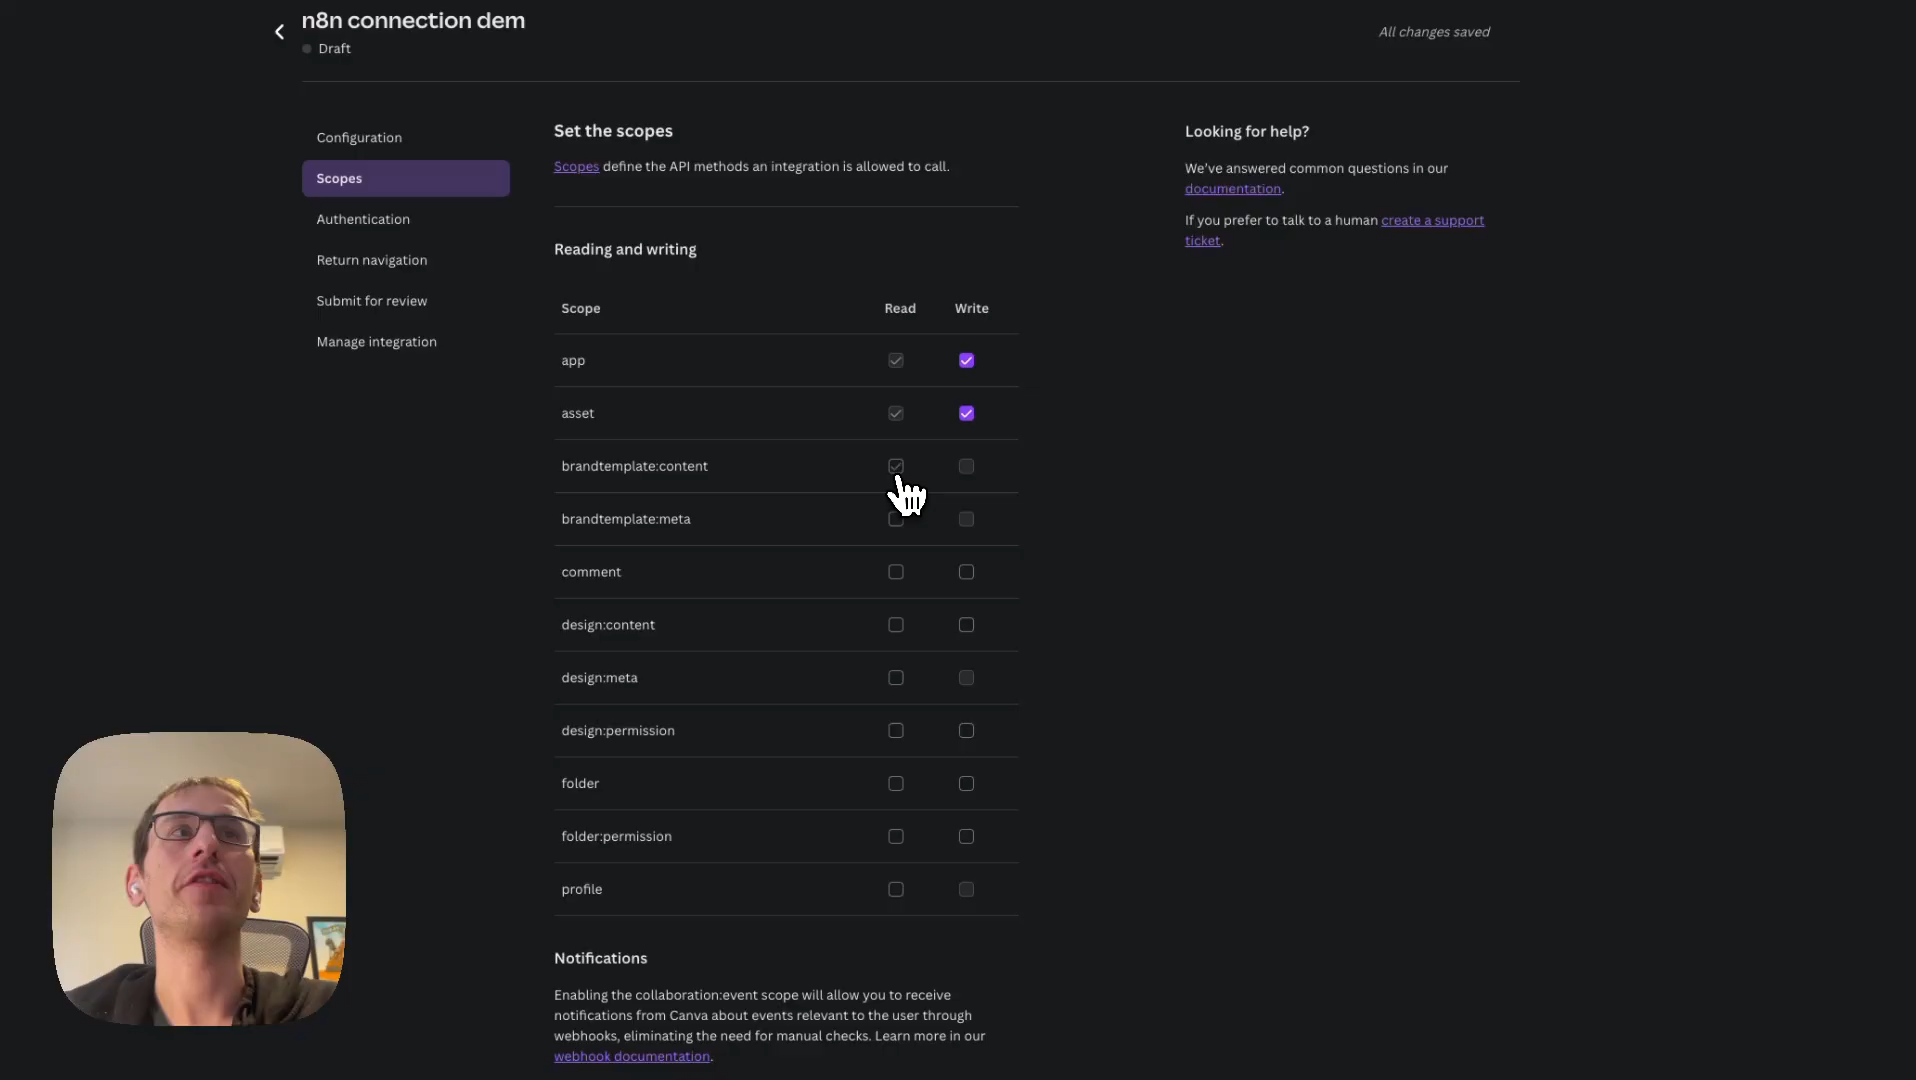 n8n connection dem
Draft
All changes saved
Configuration
Scopes
Authentication
Return navigation
Submit for review
Manage integration
Set the scopes
Scopes define the API methods an integration is allowed to call.
Reading and writing
Scope Read Write
app
asset
brandtemplate:content
brandtemplate:meta
comment
design:content
design:meta
design:permission
folder
folder:permission
profile
Notifications
Enabling the collaboration:event scope will allow you to receive
notifications from Canva about events relevant to the user through
webhooks, eliminating the need for manual checks. Learn more in our
webhook documentation.
Looking for help?
We've answered common questions in our
documentation.
If you prefer to talk to a human create a support
ticket.